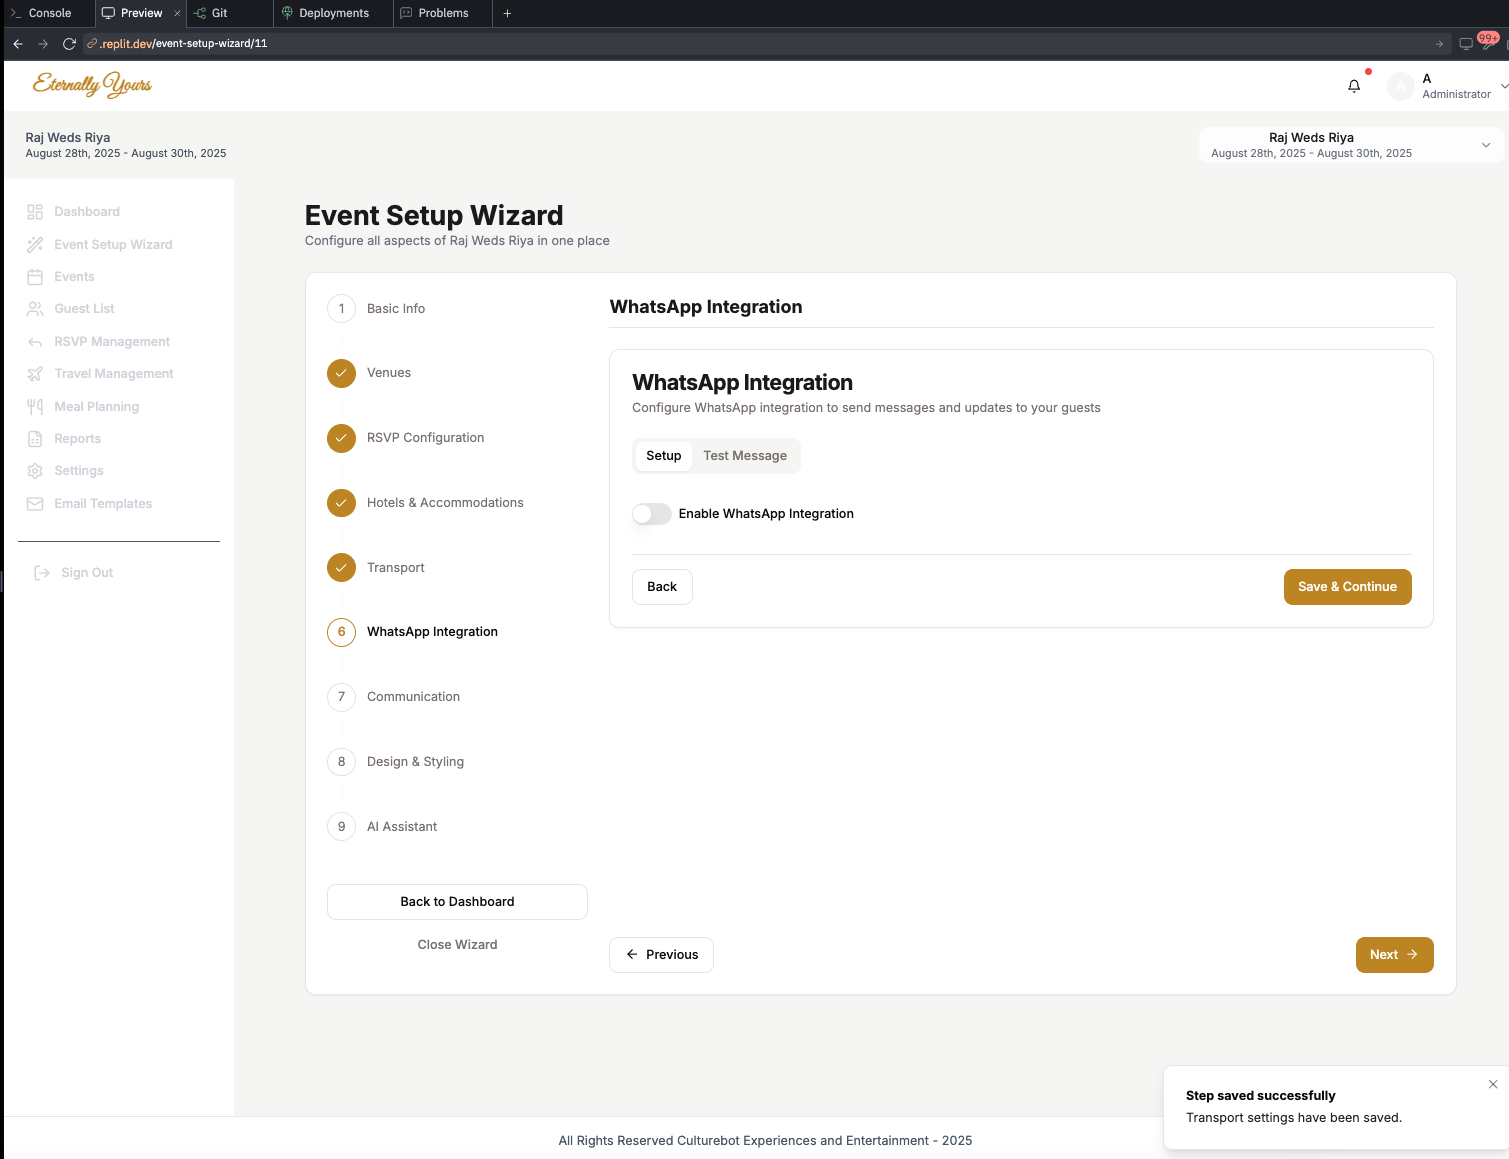 Console
Preview
Git
Deployments
Problems
.replit.dev/event-setup-wizard/11
99+
Eternally Yours
A
A
Administrator
Raj Weds Riya
August 28th, 2025 - August 30th, 2025
Raj Weds Riya
August 28th, 2025 - August 30th, 2025
Dashboard
Event Setup Wizard
Events
Guest List
RSVP Management
Travel Management
Meal Planning
Reports
Settings
Email Templates
Sign Out
Event Setup Wizard
Configure all aspects of Raj Weds Riya in one place
1 Basic Info
Venues
RSVP Configuration
Hotels & Accommodations
Transport
6 WhatsApp Integration
7 Communication
8 Design & Styling
9 AI Assistant
Back to Dashboard
Close Wizard
WhatsApp Integration
WhatsApp Integration
Configure WhatsApp integration to send messages and updates to your guests
Setup Test Message
Enable WhatsApp Integration
Back Save & Continue
Previous Next
Step saved successfully
Transport settings have been saved.
All Rights Reserved Culturebot Experiences and Entertainment - 2025